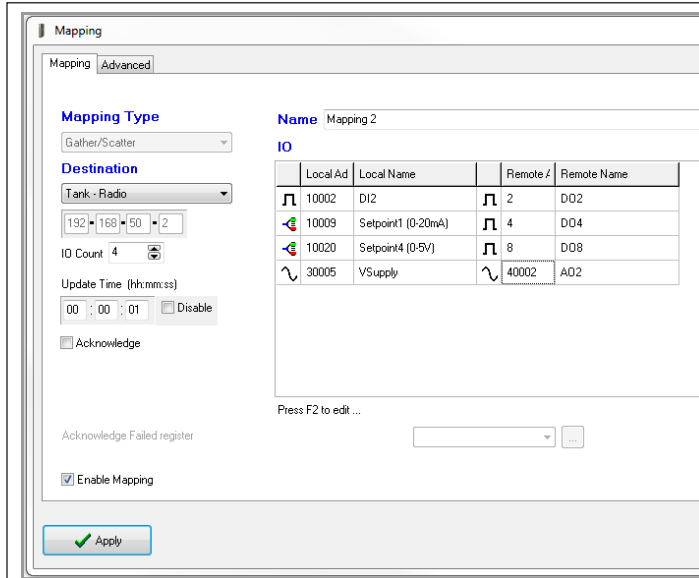 Mapping
Mapping Advanced
Mapping Type
Gather/Scatter
Destination
Tank - Radio
192 - 168 - 50 - 2
IO Count 4
Update Time (hh:mm:ss)
00 : 00 : 01 Disable
Acknowledge
Name Mapping 2
IO
Local Ad Local Name Remote A Remote Name
10002 DI2 2 DO2
10009 Setpoint1 (0-20mA) 4 DO4
10020 Setpoint4 (0-5V) 8 DO8
30005 VSupply 40002 AO2
Press F2 to edit ...
Acknowledge Failed register ...
Enable Mapping
Apply